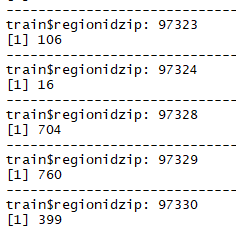 train$regionidzip: 97323
[1] 106
----------------------------
train$regionidzip: 97324
[1] 16
----------------------------
train$regionidzip: 97328
[1] 704
----------------------------
train$regionidzip: 97329
[1] 760
----------------------------
train$regionidzip: 97330
[1] 399